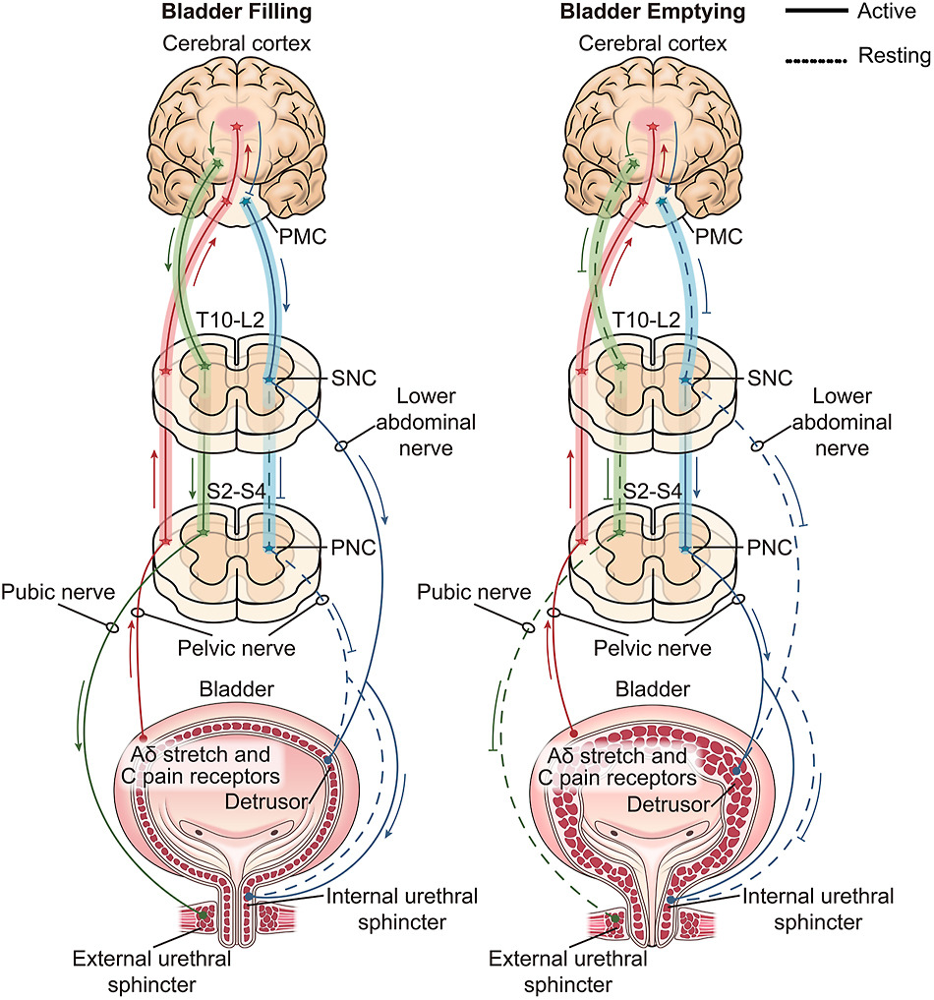 Bladder Filling
Cerebral cortex
PMC
T10-L2
SNC
Lower
abdominal
nerve
S2-S4
PNC
Pubic nerve
Pelvic nerve
Bladder
Aδ stretch and
C pain receptors
Detrusor
Internal urethral
sphincter
External urethral
sphincter
Bladder Emptying
Cerebral cortex
PMC
T10-L2
SNC
Lower
abdominal
nerve
S2-S4
PNC
Pubic nerve
Pelvic nerve
Bladder
Aδ stretch and
C pain receptors
Detrusor
Internal urethral
sphincter
External urethral
sphincter
Active
Resting